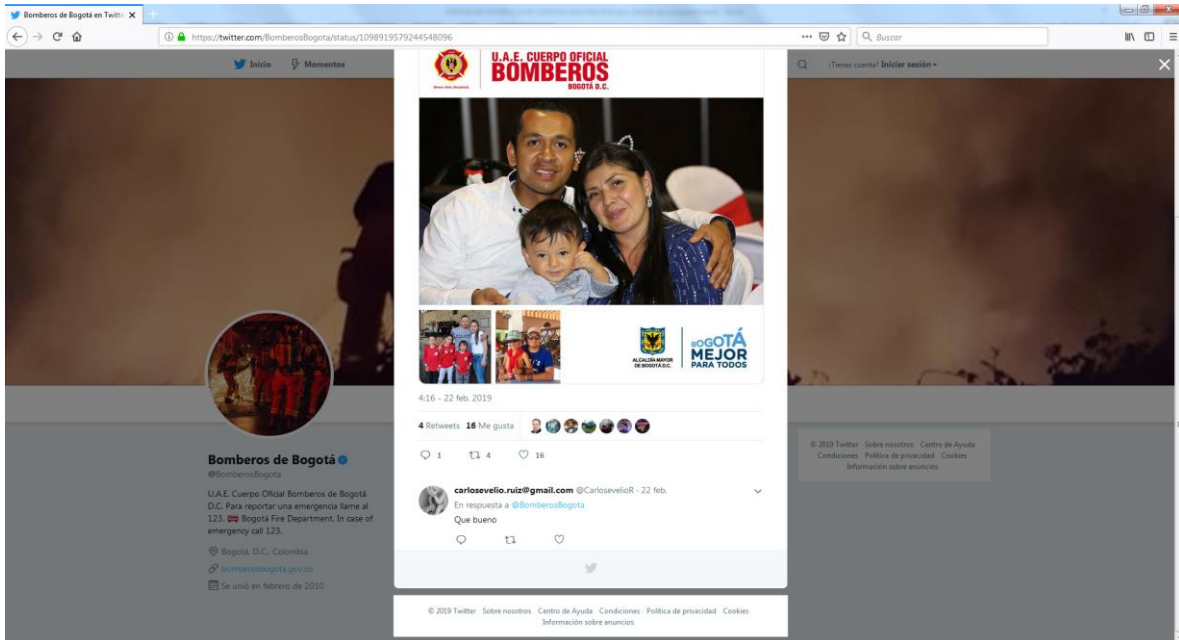 Bomberos de Bogotá en Twitte
https://twitter.com/BomberosBogota/status/1098919579244548096
Buscar
Inicio
Momentos
¿Tienes cuenta? Iniciar sesión
U.A.E. CUERPO OFICIAL
BOMBEROS
BOGOTÁ D.C.
ALCALDÍA MAYOR
DE BOGOTÁ D.C.
BOGOTÁ
MEJOR
PARA TODOS
4:16 - 22 feb. 2019
4 Retweets 16 Me gusta
1 4 16
carlosevelio.ruiz@gmail.com @CarlosevelioR - 22 feb.
En respuesta a @BomberosBogota
Que bueno
Bomberos de Bogotá
@BomberosBogota
U.A.E. Cuerpo Oficial Bomberos de Bogotá
D.C. Para reportar una emergencia llame al
123. Bogotá Fire Department. In case of
emergency call 123.
Bogotá, D.C., Colombia
bomberosbogota.gov.co
Se unió en febrero de 2010
© 2019 Twitter Sobre nosotros Centro de Ayuda
Condiciones Política de privacidad Cookies
Información sobre anuncios
© 2019 Twitter Sobre nosotros Centro de Ayuda Condiciones Política de privacidad Cookies
Información sobre anuncios